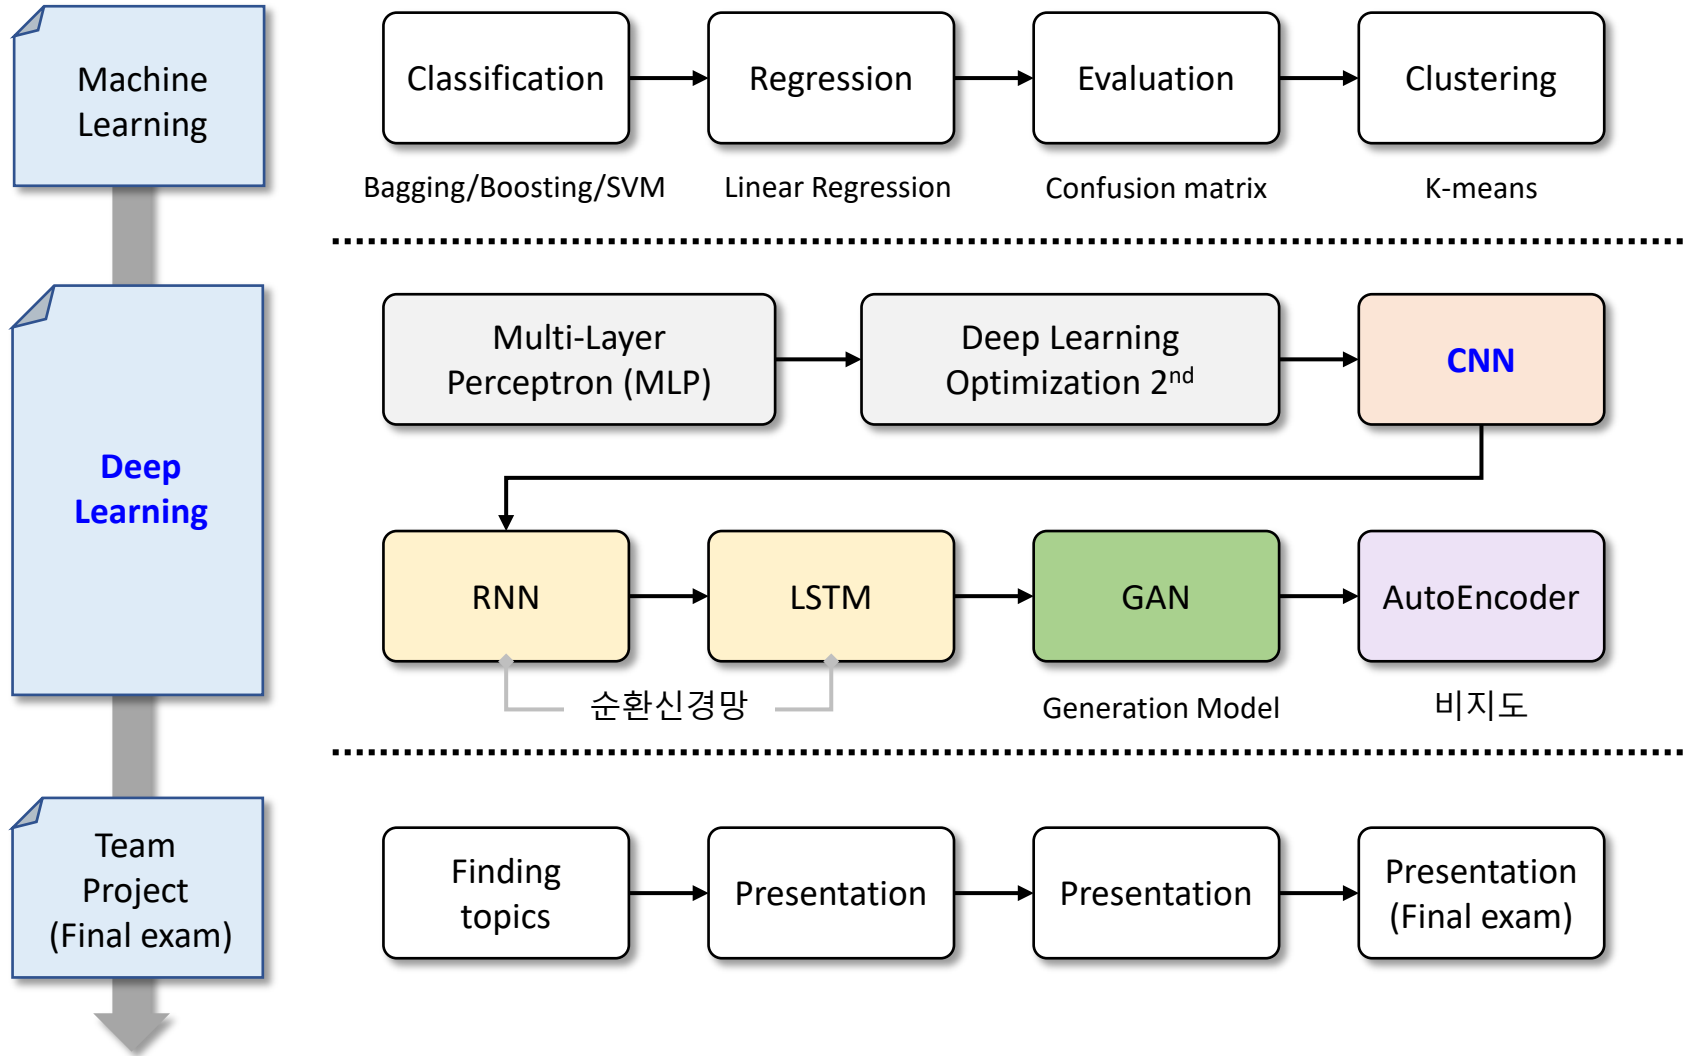 Machine
Learning
Classification
Regression
Evaluation
Clustering
Bagging/Boosting/SVM
Linear Regression
Confusion matrix
K-means
Deep
Learning
Multi-Layer
Perceptron (MLP)
Deep Learning
Optimization 2nd
CNN
RNN
LSTM
GAN
AutoEncoder
순환신경망
Generation Model
비지도
Team
Project
(Final exam)
Finding
topics
Presentation
Presentation
Presentation
(Final exam)